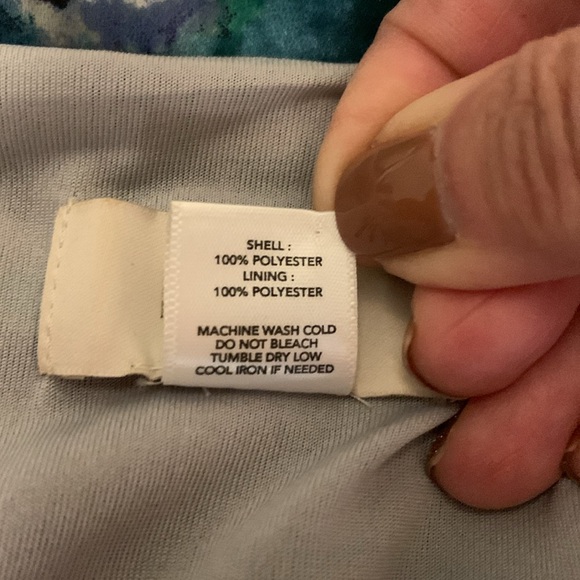 SHELL :
100% POLYESTER
LINING :
100% POLYESTER
MACHINE WASH COLD
DO NOT BLEACH
TUMBLE DRY LOW
COOL IRON IF NEEDED